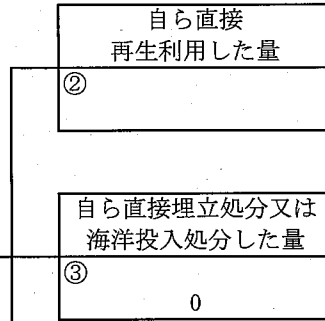 自ら直接
再生利用した量
②
自ら直接埋立処分又は
海洋投入処分した量
③
0